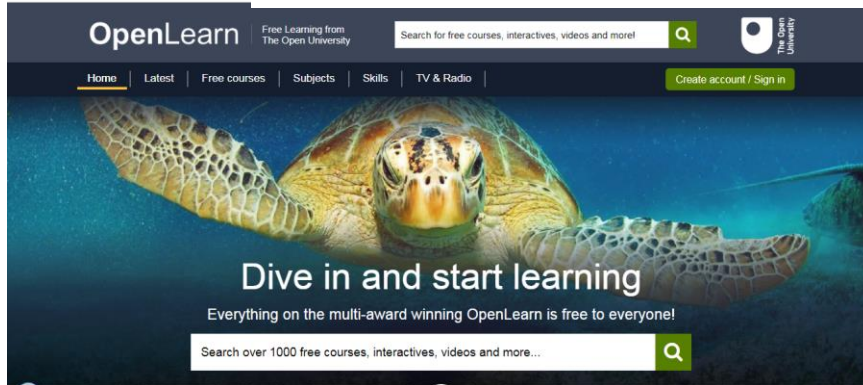 OpenLearn
Free Learning from
The Open University
Search for free courses, interactives, videos and more!
The Open
University
Home
Latest
Free courses
Subjects
Skills
TV & Radio
Create account / Sign in
Dive in and start learning
Everything on the multi-award winning OpenLearn is free to everyone!
Search over 1000 free courses, interactives, videos and more...